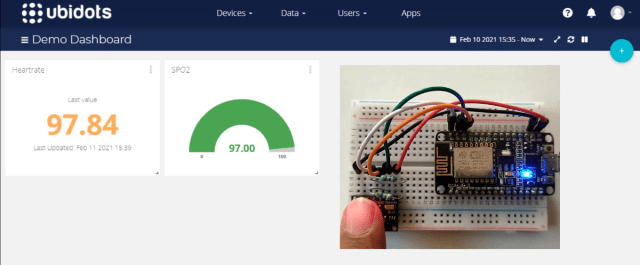 ubidots
Devices
Data
Users
Apps
Demo Dashboard
Feb 10 2021 15:35 - Now
Heartrate
SPO2
Last value
97.84
Last Updated: Feb 11 2021 15:39
97.00
0
100